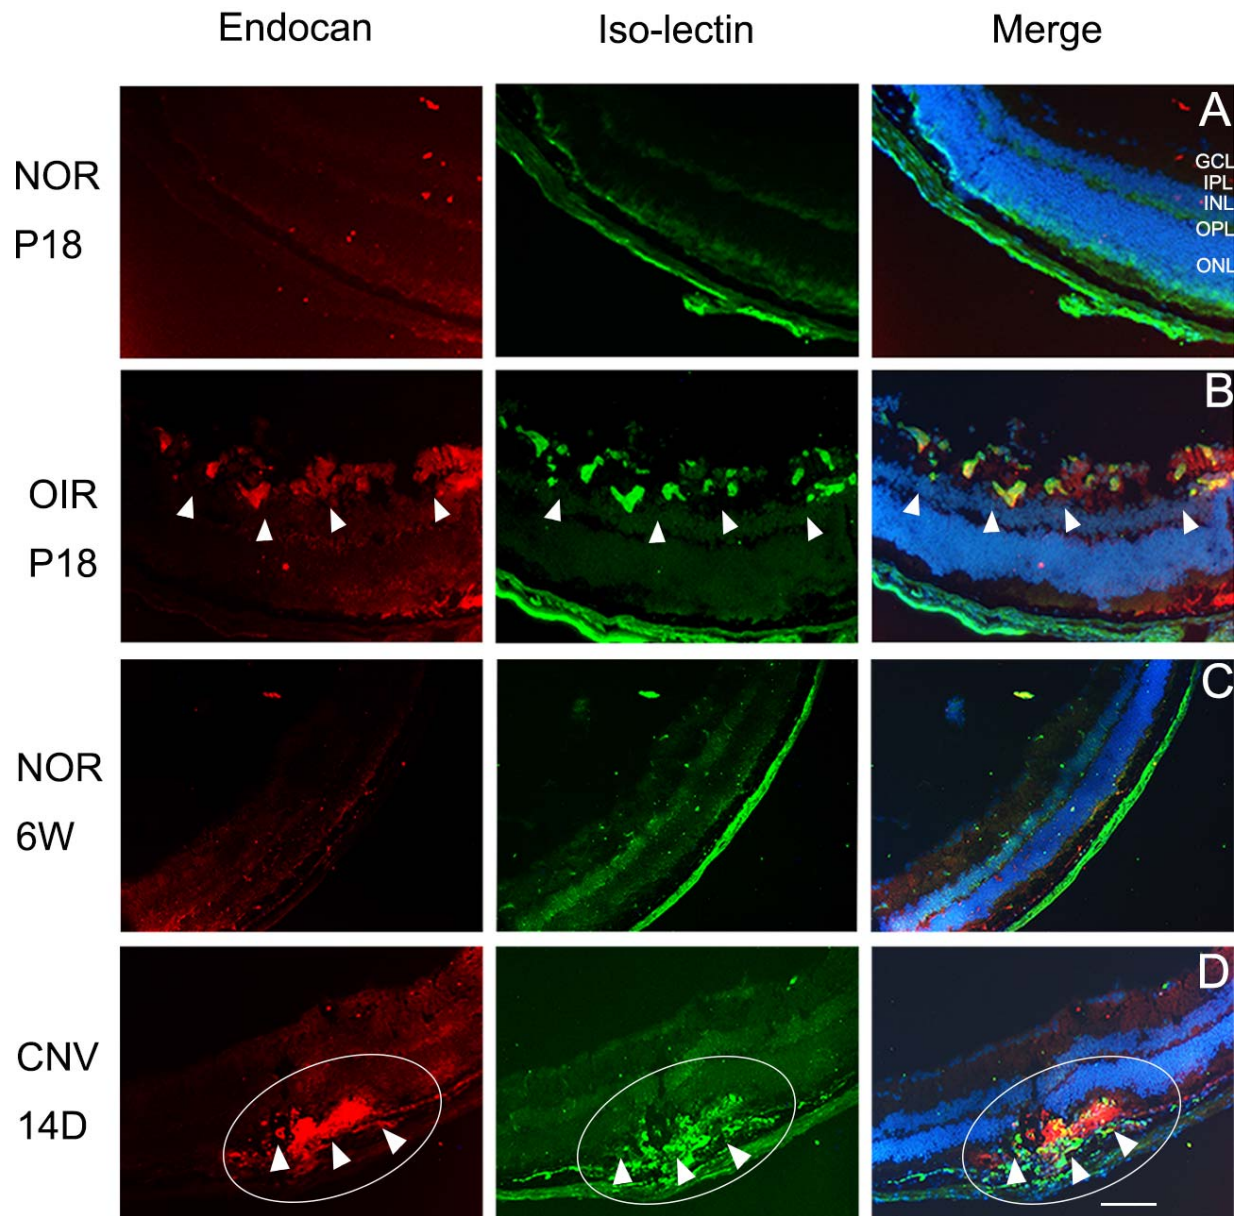 Endocan Iso-lectin Merge
NOR
P18
A
GCL
IPL
INL
OPL
ONL
OIR
P18
B
NOR
6W
C
CNV
14D
D